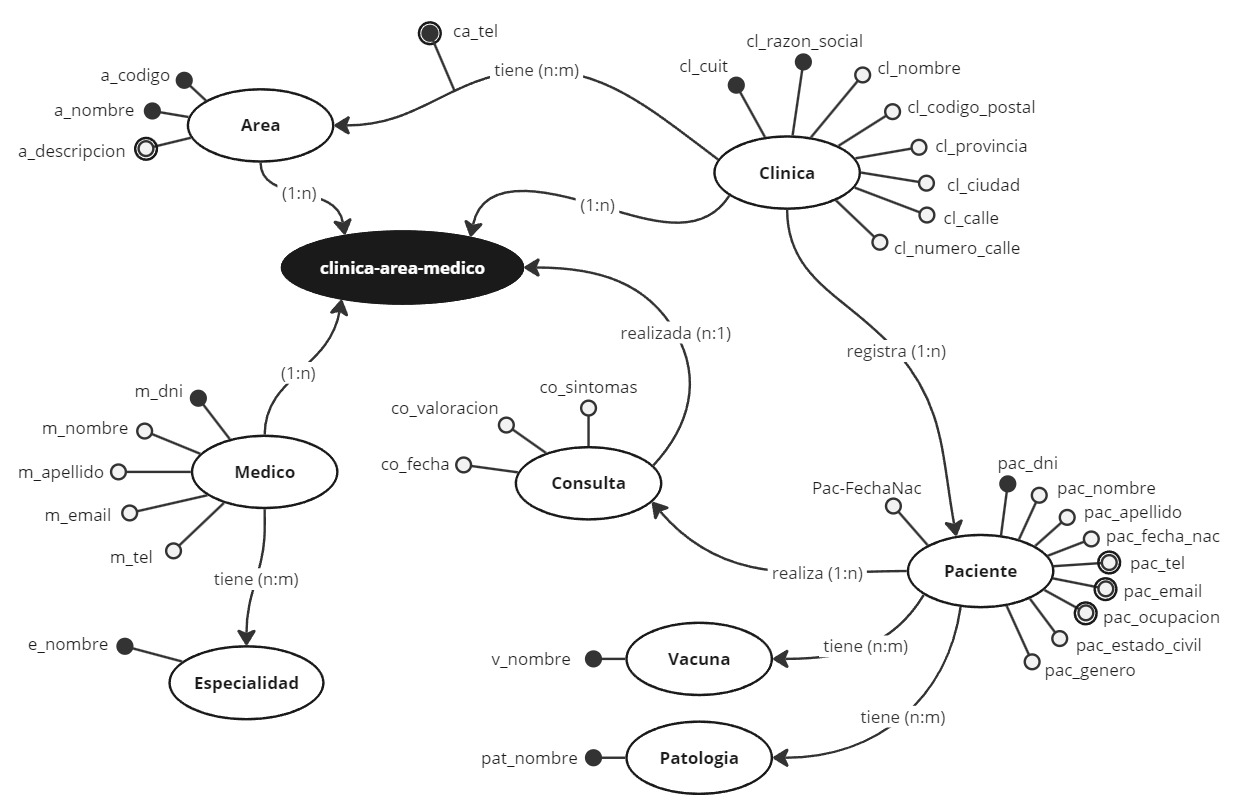 ca_tel
cl_razon_social
cl_cuit
cl_nombre
tiene (n:m)
a_codigo
a_nombre
Area
a_descripcion
cl_codigo_postal
cl_provincia
Clinica
cl_ciudad
cl_calle
cl_numero_calle
(1:n)
(1:n)
clinica-area-medico
realizada (n:1)
registra (1:n)
(1:n)
m_dni
m_nombre
m_apellido
Medico
m_email
m_tel
co_sintomas
co_valoracion
co_fecha
Consulta
pac_dni
Pac-FechaNac
pac_nombre
pac_apellido
pac_fecha_nac
pac_tel
Paciente
realiza (1:n)
pac_email
pac_ocupacion
pac_estado_civil
pac_genero
tiene (n:m)
e_nombre
Especialidad
tiene (n:m)
v_nombre
Vacuna
tiene (n:m)
pat_nombre
Patologia